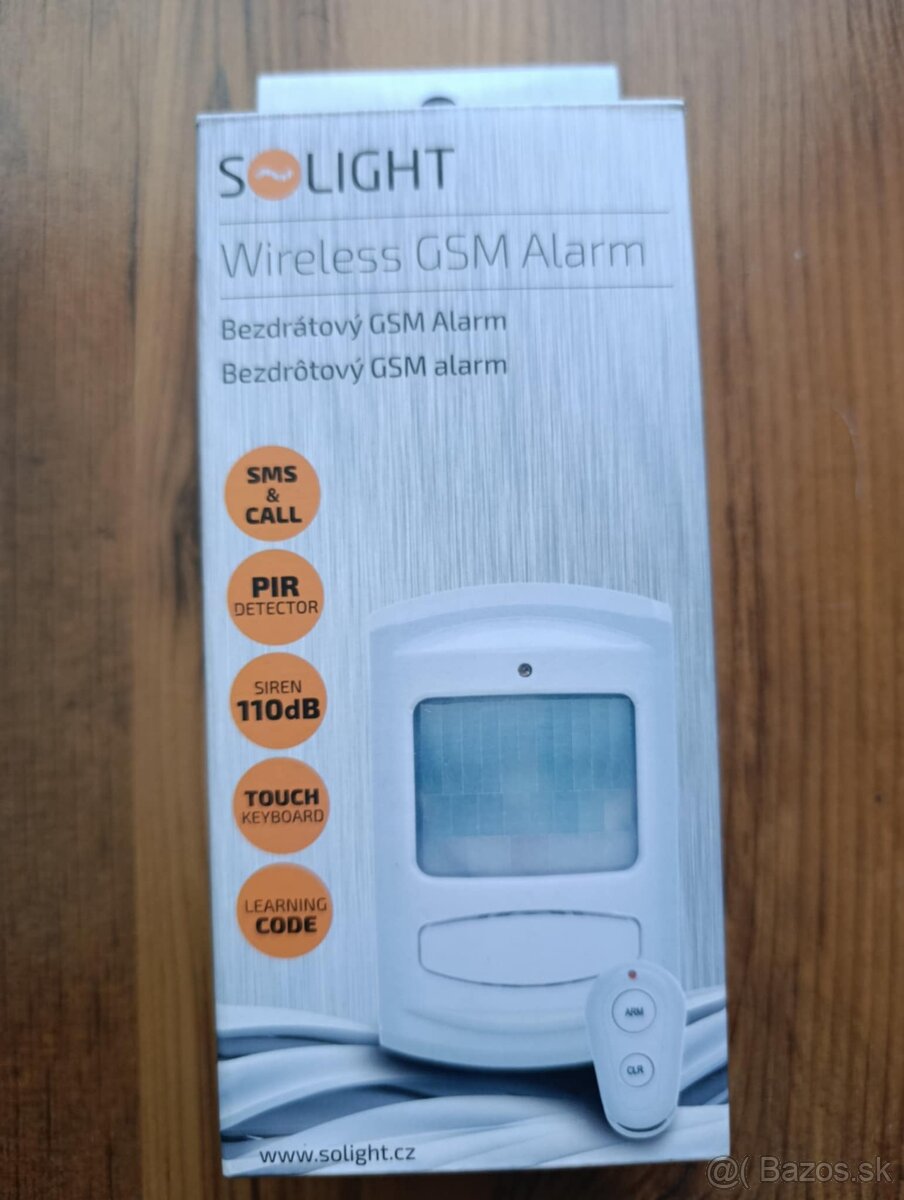 SOLIGHT
Wireless GSM Alarm
Bezdrátový GSM Alarm
Bezdrôtový GSM alarm
SMS
&
CALL
PIR
DETECTOR
SIREN
110dB
TOUCH
KEYBOARD
LEARNING
CODE
ARM
CLR
www.solight.cz
@( Bazos.sk